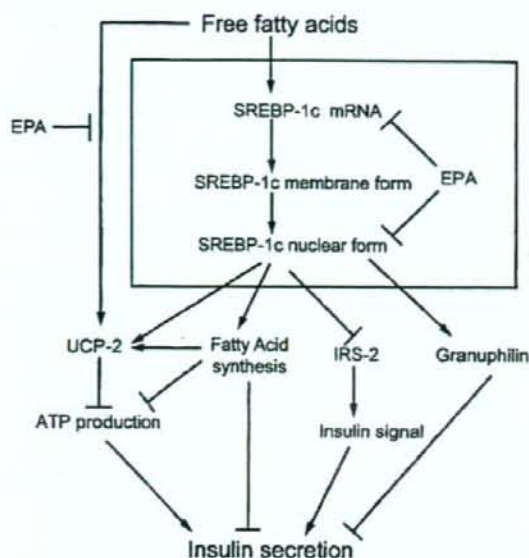 Free fatty acids
SREBP-1c mRNA
EPA
EPA
SREBP-1c membrane form
SREBP-1c nuclear form
UCP-2
Fatty Acid
synthesis
IRS-2
Granuphilin
ATP production
Insulin signal
Insulin secretion